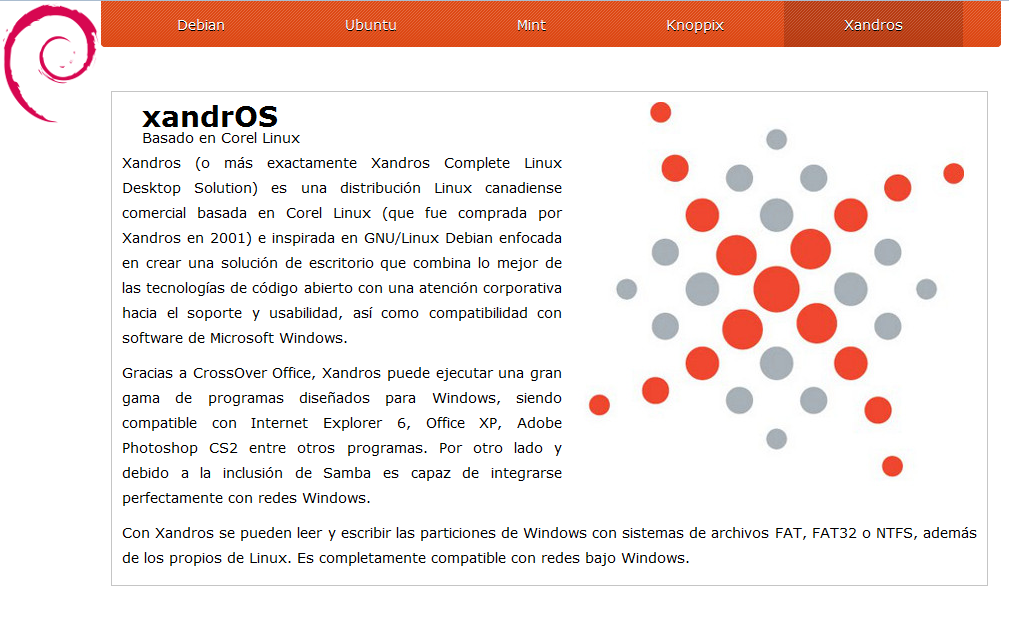 Debian Ubuntu Mint Knoppix Xandros
xandrOS
Basado en Corel Linux
Xandros (o más exactamente Xandros Complete Linux
Desktop Solution) es una distribución Linux canadiense
comercial basada en Corel Linux (que fue comprada por
Xandros en 2001) e inspirada en GNU/Linux Debian enfocada
en crear una solución de escritorio que combina lo mejor de
las tecnologías de código abierto con una atención corporativa
hacia el soporte y usabilidad, así como compatibilidad con
software de Microsoft Windows.
Gracias a CrossOver Office, Xandros puede ejecutar una gran
gama de programas diseñados para Windows, siendo
compatible con Internet Explorer 6, Office XP, Adobe
Photoshop CS2 entre otros programas. Por otro lado y
debido a la inclusión de Samba es capaz de integrarse
perfectamente con redes Windows.
Con Xandros se pueden leer y escribir las particiones de Windows con sistemas de archivos FAT, FAT32 o NTFS, además
de los propios de Linux. Es completamente compatible con redes bajo Windows.